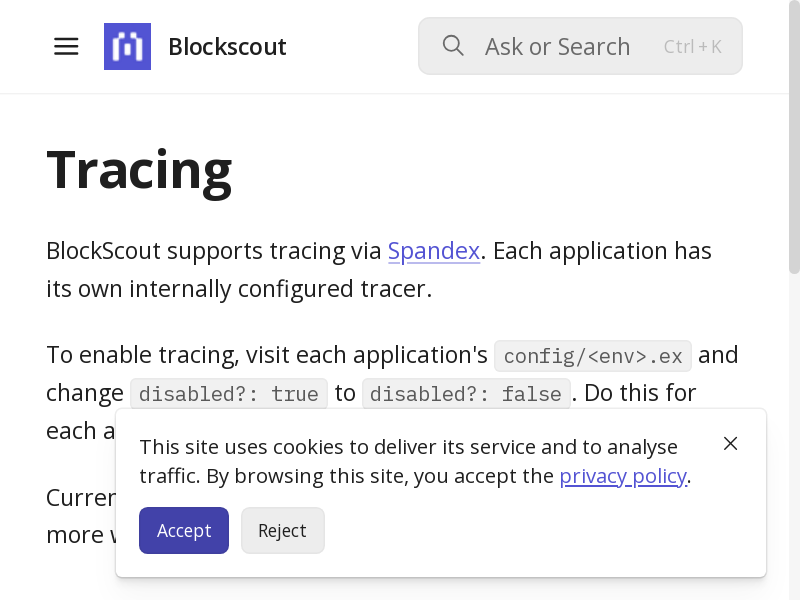 Blockscout
Ask or Search
Ctrl + K
Tracing
BlockScout supports tracing via Spandex. Each application has
its own internally configured tracer.
To enable tracing, visit each application's config/<env>.ex and
change disabled?: true to disabled?: false. Do this for
each a
This site uses cookies to deliver its service and to analyse
traffic. By browsing this site, you accept the privacy policy.
Curren
more
Accept
Reject